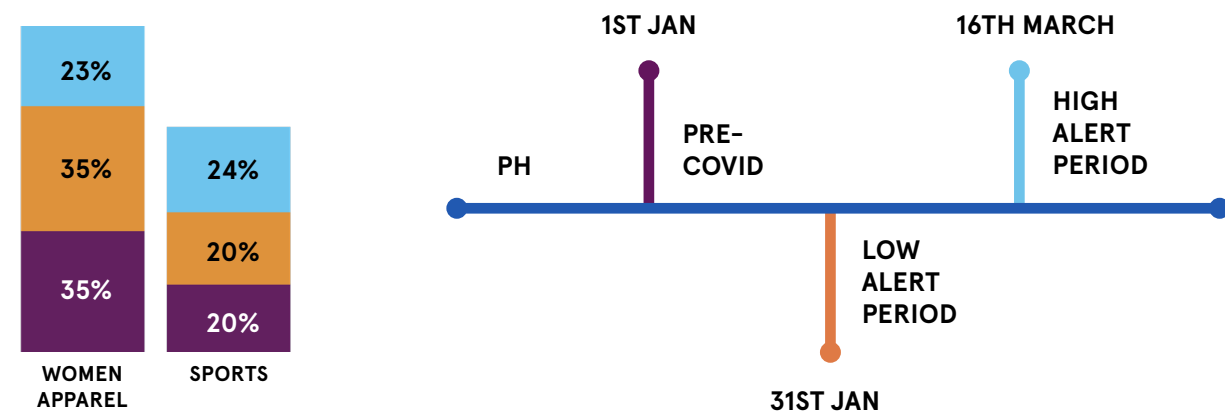 23%
35%
35%
WOMEN
APPAREL
24%
20%
20%
SPORTS
1ST JAN
16TH MARCH
PH
PRE-
COVID
HIGH
ALERT
PERIOD
LOW
ALERT
PERIOD
31ST JAN